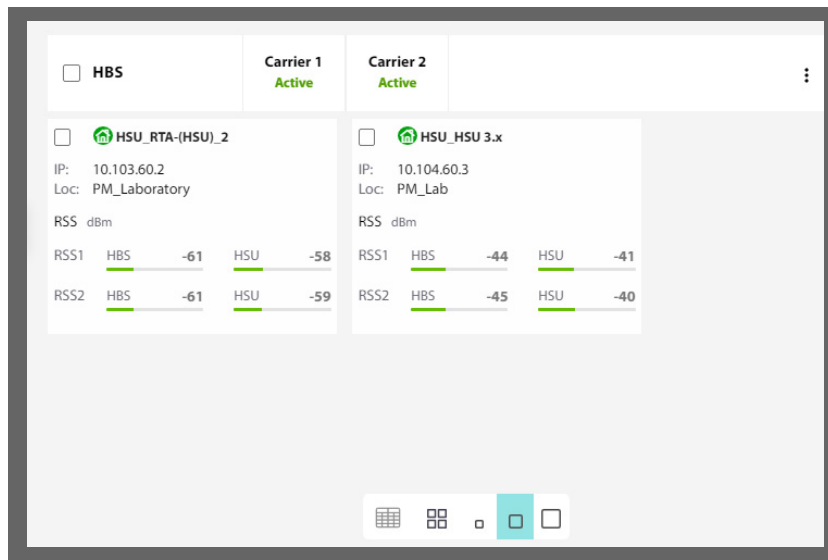 HBS
Carrier 1
Active
Carrier 2
Active
HSU_RTA-(HSU)_2
IP: 10.103.60.2
Loc: PM_Laboratory
RSS dBm
RSS1 HBS -61 HSU -58
RSS2 HBS -61 HSU -59
HSU_HSU 3.x
IP: 10.104.60.3
Loc: PM_Lab
RSS dBm
RSS1 HBS -44 HSU -41
RSS2 HBS -45 HSU -40